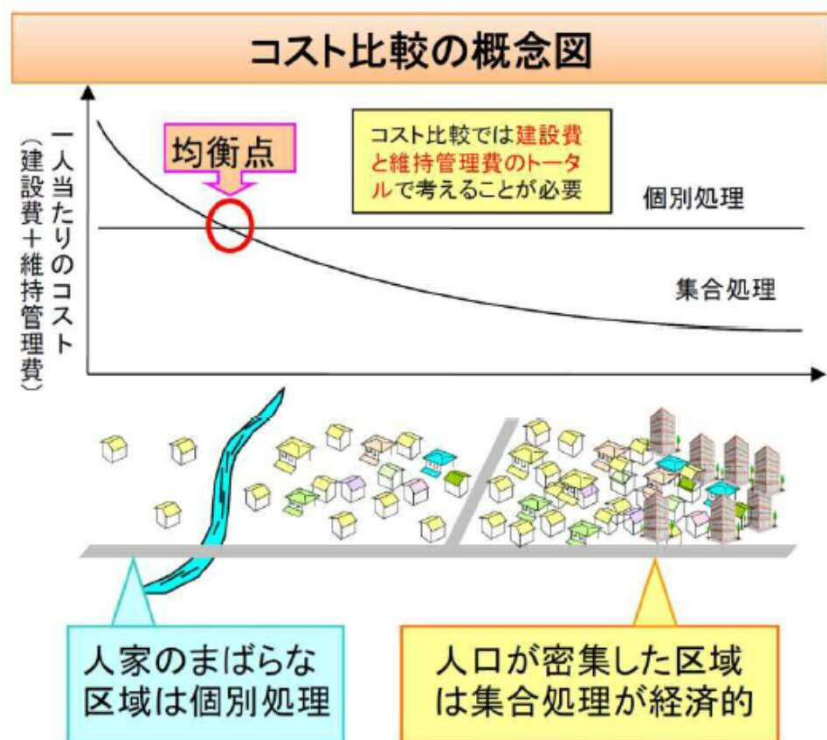 コスト比較の概念図
一人当たりのコスト
（建設費＋維持管理費）
均衡点
コスト比較では建設費
と維持管理費のトータ
ルで考えることが必要
個別処理
集合処理
人家のまばらな
区域は個別処理
人口が密集した区域
は集合処理が経済的